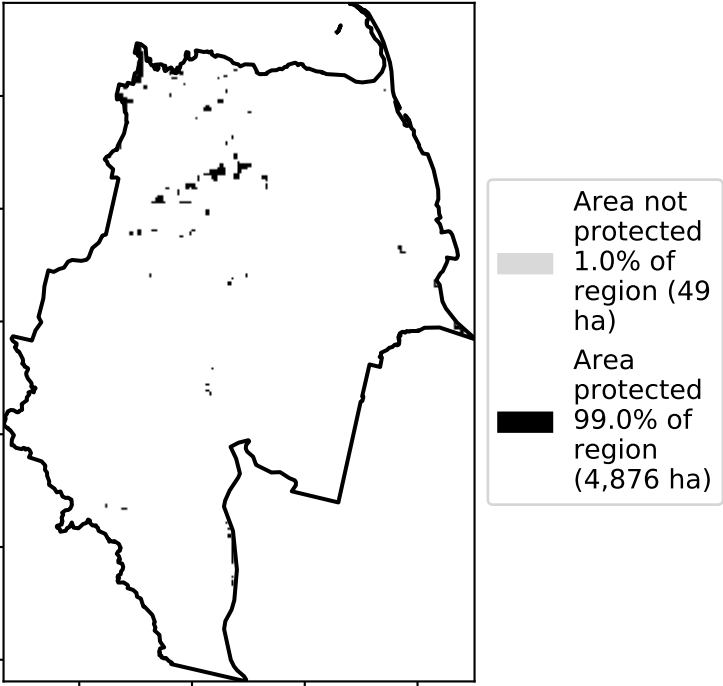 Area not
protected
1.0% of
region (49
ha)
Area
protected
99.0% of
region
(4,876 ha)